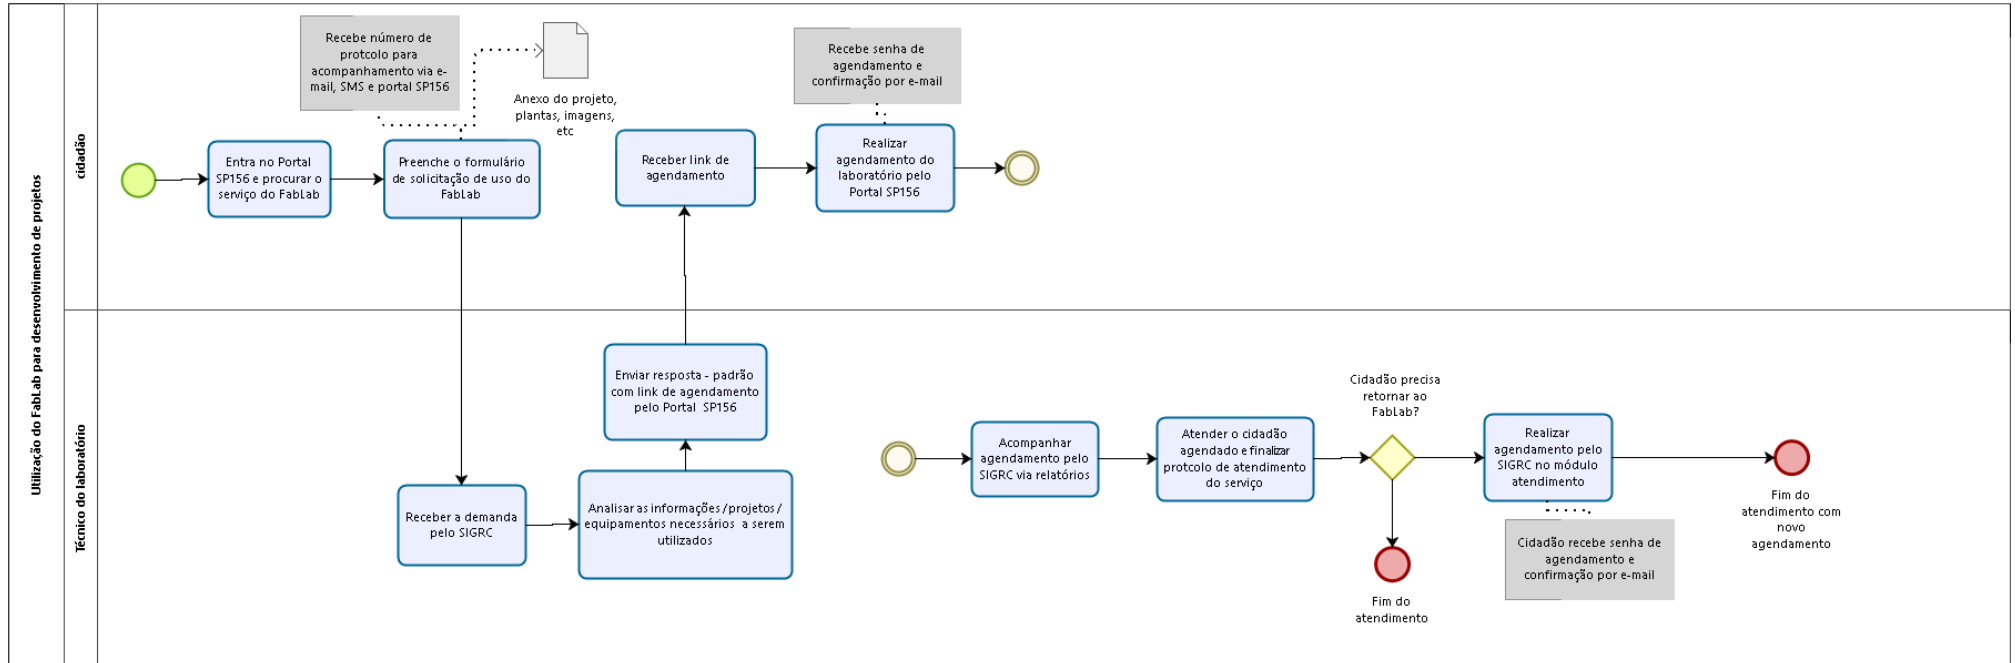 Utilização do FabLab para desenvolvimento de projetos
cidadão
Recebe número de
protcolo para
acompanhamento via e-
mail, SMS e portal SP156
Anexo do projeto,
plantas, imagens,
etc
Entra no Portal
SP156 e procurar o
serviço do FabLab
Preenche o formulário
de solicitação de uso do
FabLab
Receber link de
agendamento
Recebe senha de
agendamento e
confirmação por e-mail
Realizar
agendamento do
laboratório pelo
Portal SP156
Técnico do laboratório
Receber a demanda
pelo SIGRC
Analisar as informações /projetos /
equipamentos necessários  a serem
utilizados
Enviar resposta - padrão
com link de agendamento
pelo Portal  SP156
Acompanhar
agendamento pelo
SIGRC via relatórios
Atender o cidadão
agendado e finalizar
protcolo de atendimento
do serviço
Cidadão precisa
retornar ao
FabLab?
Fim do
atendimento
Realizar
agendamento pelo
SIGRC no módulo
atendimento
Cidadão recebe senha de
agendamento e
confirmação por e-mail
Fim do
atendimento com
novo
agendamento